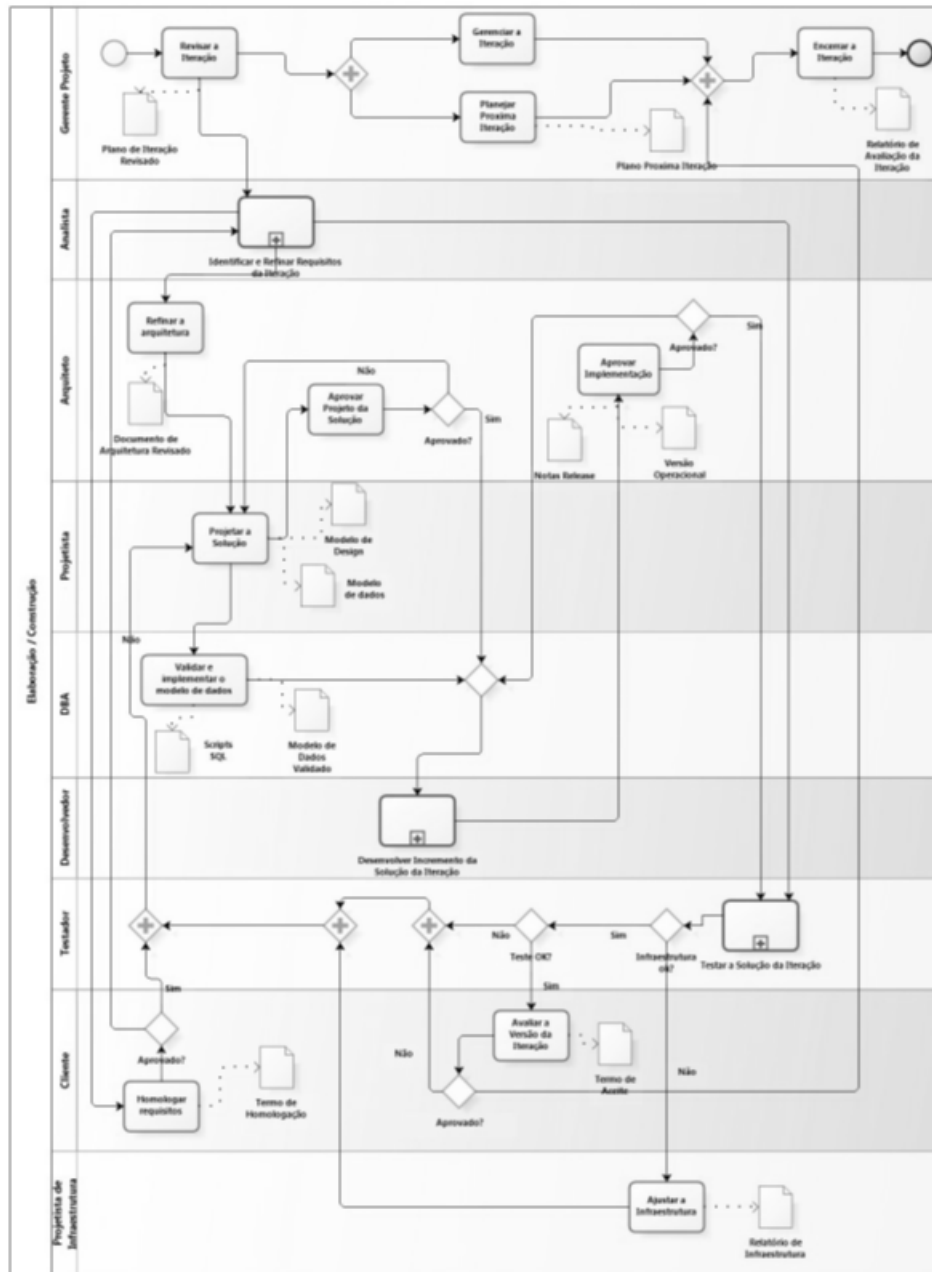 Elaboração / Construção
Gerente Projeto
Revisar a
Iteração
Plano de Iteração
Revisado
Gerenciar a
Iteração
Planejar
Proxima
Iteração
Plano Proxima Iteração
Encerrar a
Iteração
Relatório de
Avaliação da
Iteração
Analista
Identificar e Refinar Requisitos
da Iteração
Arquiteto
Refinar a
arquitetura
Documento de
Arquitetura Revisado
Não
Aprovar
Projeto da
Solução
Aprovado?
Sim
Aprovar
Implementação
Aprovado?
Sim
Notas Release
Versão
Operacional
Projetista
Projetar a
Solução
Modelo de
Design
Modelo
de dados
Não
DBA
Validar e
implementar o
modelo de dados
Scripts
SQL
Modelo de
Dados
Validado
Desenvolvedor
Desenvolver Incremento da
Solução da Iteração
Testador
Não
Teste OK?
Sim
Sim
Infraestrutura
ok?
Testar a Solução da Iteração
Sim
Cliente
Aprovado?
Homologar
requisitos
Termo de
Homologação
Não
Avaliar a
Versão da
Iteração
Aprovado?
Termo de
Aceite
Não
Projetista de
Infraestrutura
Ajustar a
Infraestrutura
Relatório de
Infraestrutura